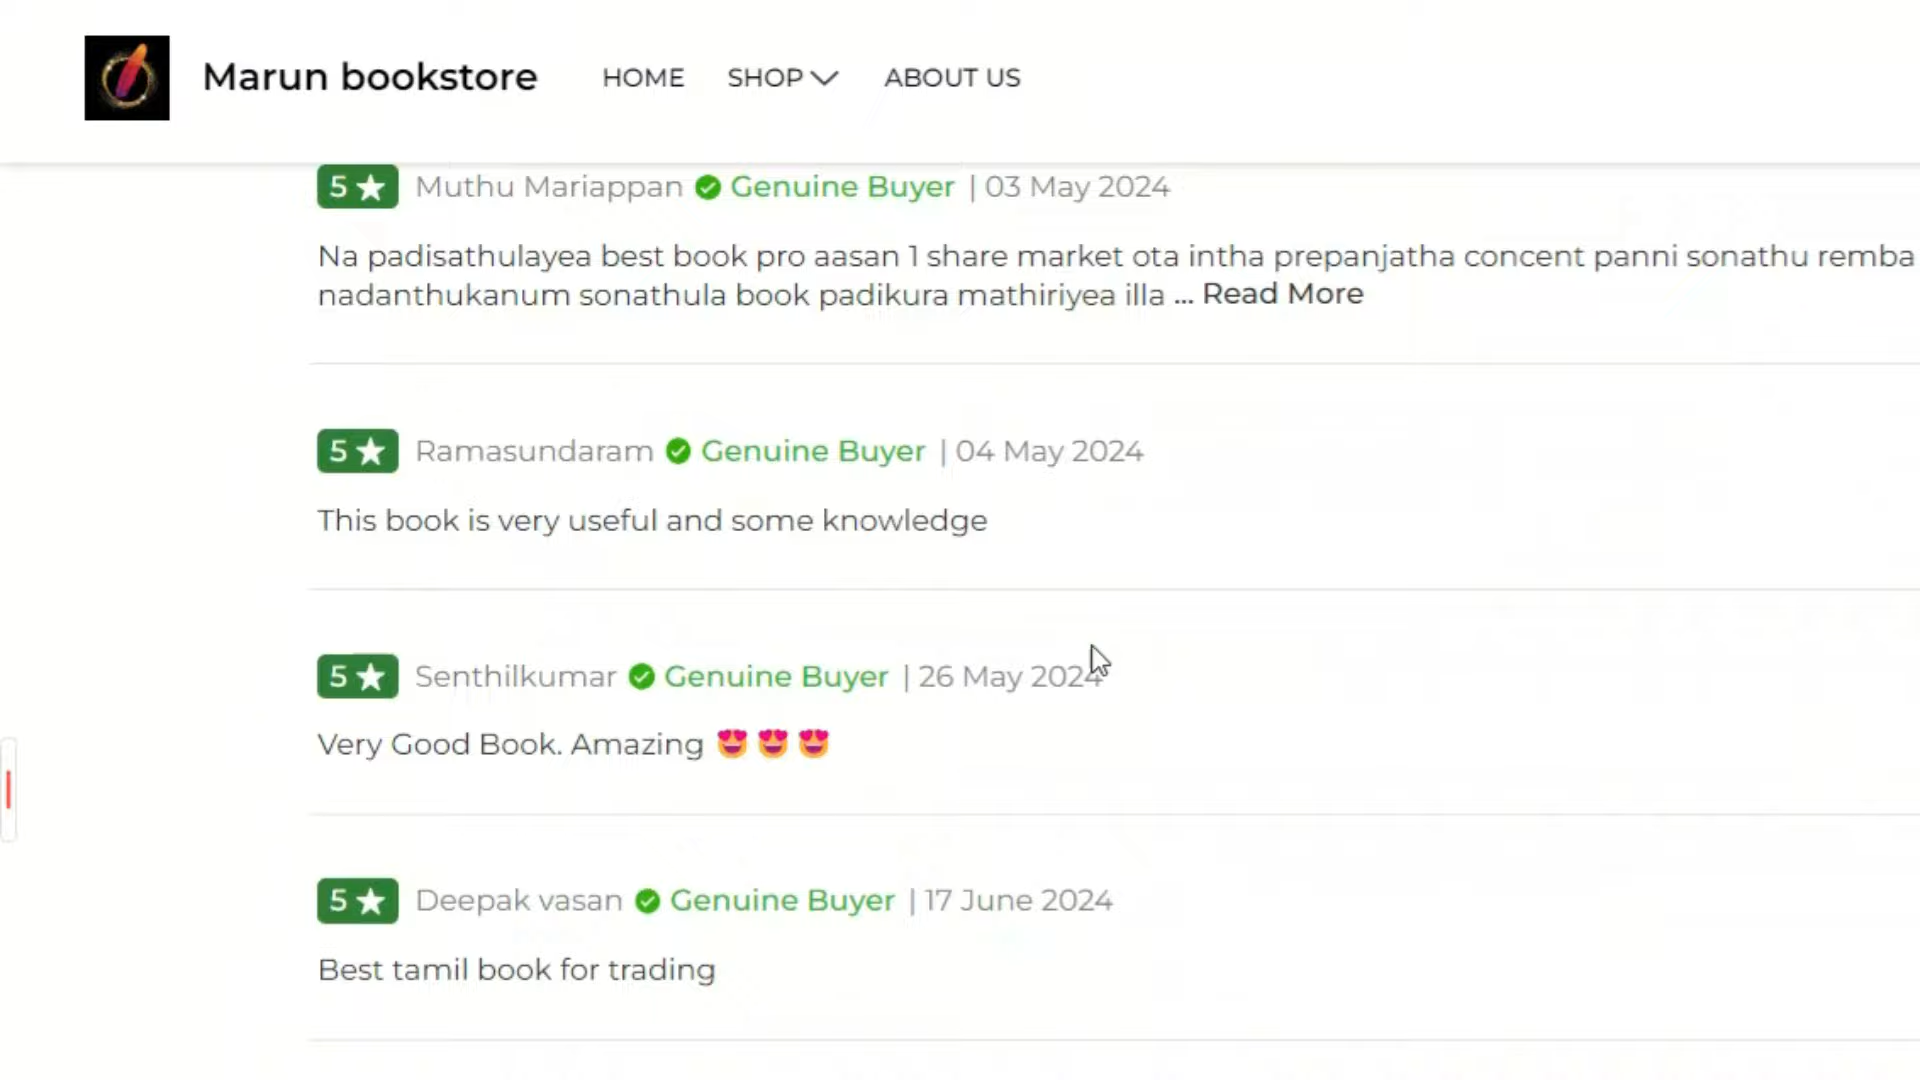 Marun bookstore HOME SHOP ABOUT US
5 ★ Muthu Mariappan Genuine Buyer | 03 May 2024
Na padisathulayea best book pro aasan 1 share market ota intha prepanjatha concent panni sonathu remba
nadanthukanum sonathula book padikura mathiriyea illa ... Read More
5 ★ Ramasundaram Genuine Buyer | 04 May 2024
This book is very useful and some knowledge
5 ★ Senthilkumar Genuine Buyer | 26 May 2024
Very Good Book. Amazing 😍 😍 😍
5 ★ Deepak vasan Genuine Buyer | 17 June 2024
Best tamil book for trading